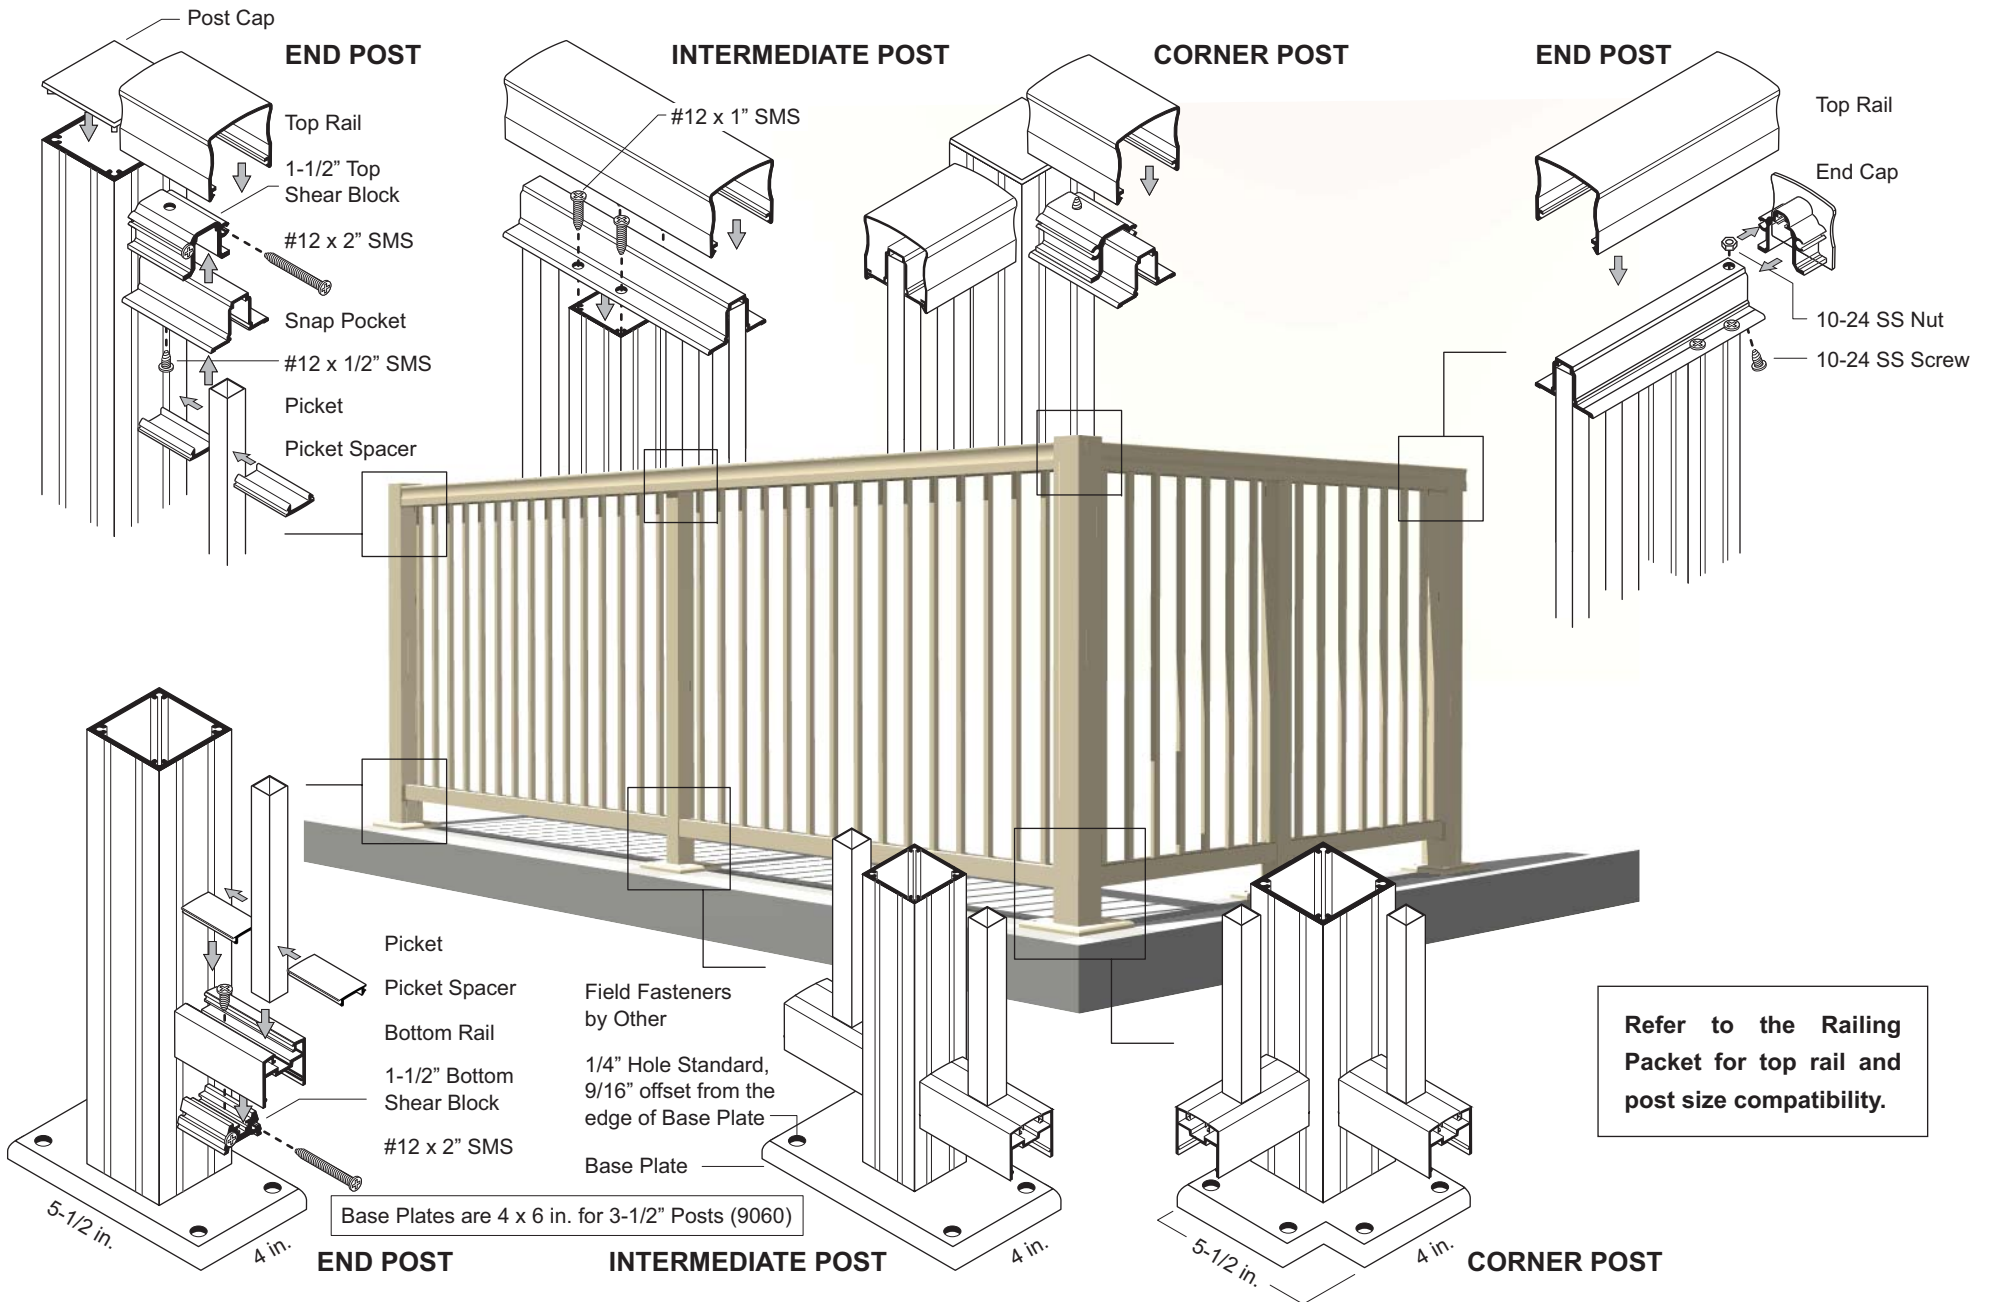 Post Cap
END POST
Top Rail
1-1/2” Top
Shear Block
#12 x 2” SMS
Snap Pocket
#12 x 1/2” SMS
Picket
Picket Spacer
INTERMEDIATE POST
#12 x 1” SMS
CORNER POST
END POST
Top Rail
End Cap
10-24 SS Nut
10-24 SS Screw
Picket
Picket Spacer
Bottom Rail
1-1/2” Bottom
Shear Block
#12 x 2” SMS
5-1/2 in.
4 in.
END POST
Base Plates are 4 x 6 in. for 3-1/2” Posts (9060)
Field Fasteners
by Other
1/4” Hole Standard,
9/16” offset from the
edge of Base Plate
Base Plate
4 in.
INTERMEDIATE POST
5-1/2 in.
4 in.
CORNER POST
Refer to the Railing
Packet for top rail and
post size compatibility.